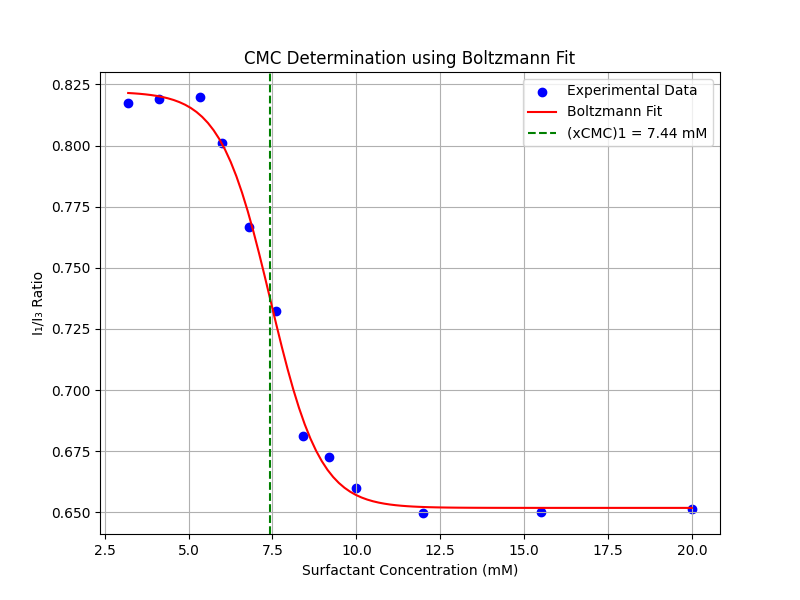 CMC Determination using Boltzmann Fit
Experimental Data
Boltzmann Fit
(xCMC)1 = 7.44 mM
0.825
0.800
0.775
0.750
0.725
0.700
0.675
0.650
I₁/I₃ Ratio
2.5 5.0 7.5 10.0 12.5 15.0 17.5 20.0
Surfactant Concentration (mM)